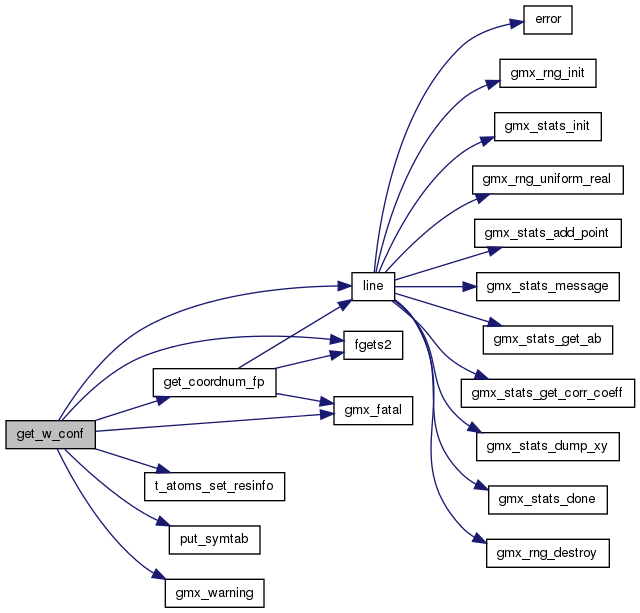 error
gmx_rng_init
gmx_stats_init
gmx_rng_uniform_real
gmx_stats_add_point
line
gmx_stats_message
gmx_stats_get_ab
fgets2
get_coordnum_fp
gmx_stats_get_corr_coeff
gmx_fatal
get_w_conf
gmx_stats_dump_xy
t_atoms_set_resinfo
gmx_stats_done
put_symtab
gmx_rng_destroy
gmx_warning